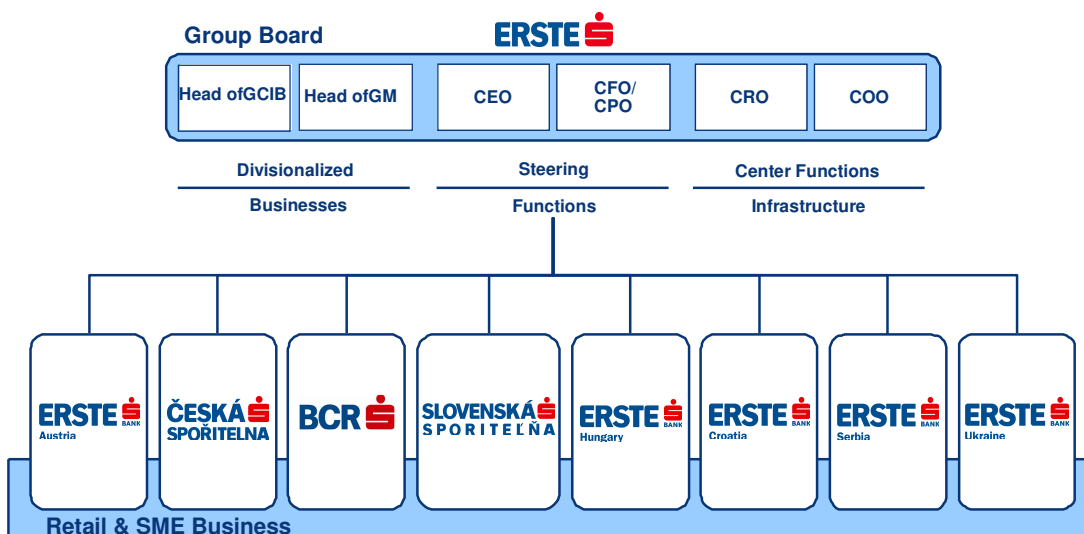 Group Board
ERSTE
Head ofGCIB
Head ofGM
CEO
CFO/
CPO
CRO
COO
Divisionalized
Businesses
Steering
Functions
Center Functions
Infrastructure
ERSTE
BANK
Austria
ČESKÁ
SPOŘITELNA
BCR
SLOVENSKÁ
SPORITEĽŇA
ERSTE
BANK
Hungary
ERSTE
BANK
Croatia
ERSTE
BANK
Serbia
ERSTE
BANK
Ukraine
Retail & SME Business